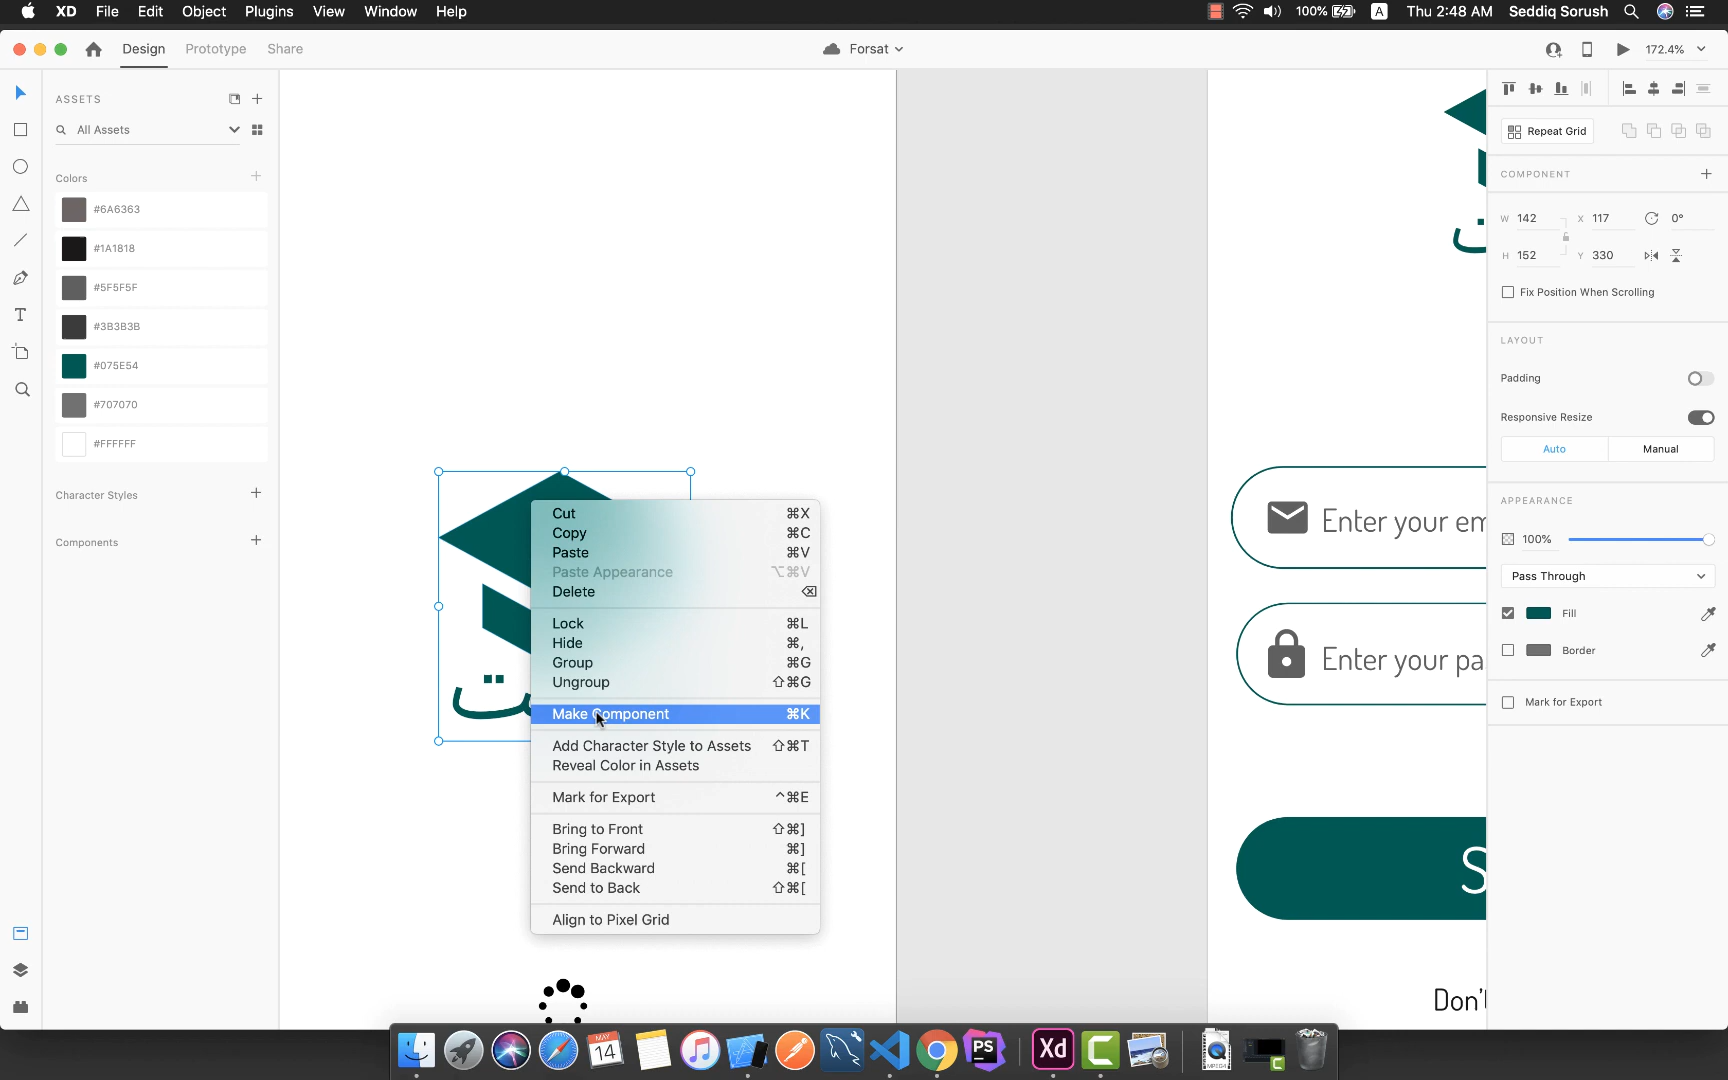 XD File Edit Object Plugins View Window Help
100% A Thu 2:48 AM Seddiq Sorush
Design Prototype Share
Forsat
172.4%
ASSETS
All Assets
Colors
#6A6363
#1A1818
#5F5F5F
#3B3B3B
#075E54
#707070
#FFFFFF
Character Styles
Components
Cut ⌘X
Copy ⌘C
Paste ⌘V
Paste Appearance ⌥⌘V
Delete ⌫
Lock ⌘L
Hide ⌘,
Group ⌘G
Ungroup ⇧⌘G
Make Component ⌘K
Add Character Style to Assets ⇧⌘T
Reveal Color in Assets
Mark for Export ^⌘E
Bring to Front ⇧⌘]
Bring Forward ⌘]
Send Backward ⌘[
Send to Back ⇧⌘[
Align to Pixel Grid
Enter your em
Enter your pa
S
Don't
Repeat Grid
COMPONENT
W 142 X 117 0°
H 152 Y 330
Fix Position When Scrolling
LAYOUT
Padding
Responsive Resize
Auto Manual
APPEARANCE
100%
Pass Through
Fill
Border
Mark for Export
MAY
14
PS
Xd
C
MPEG4